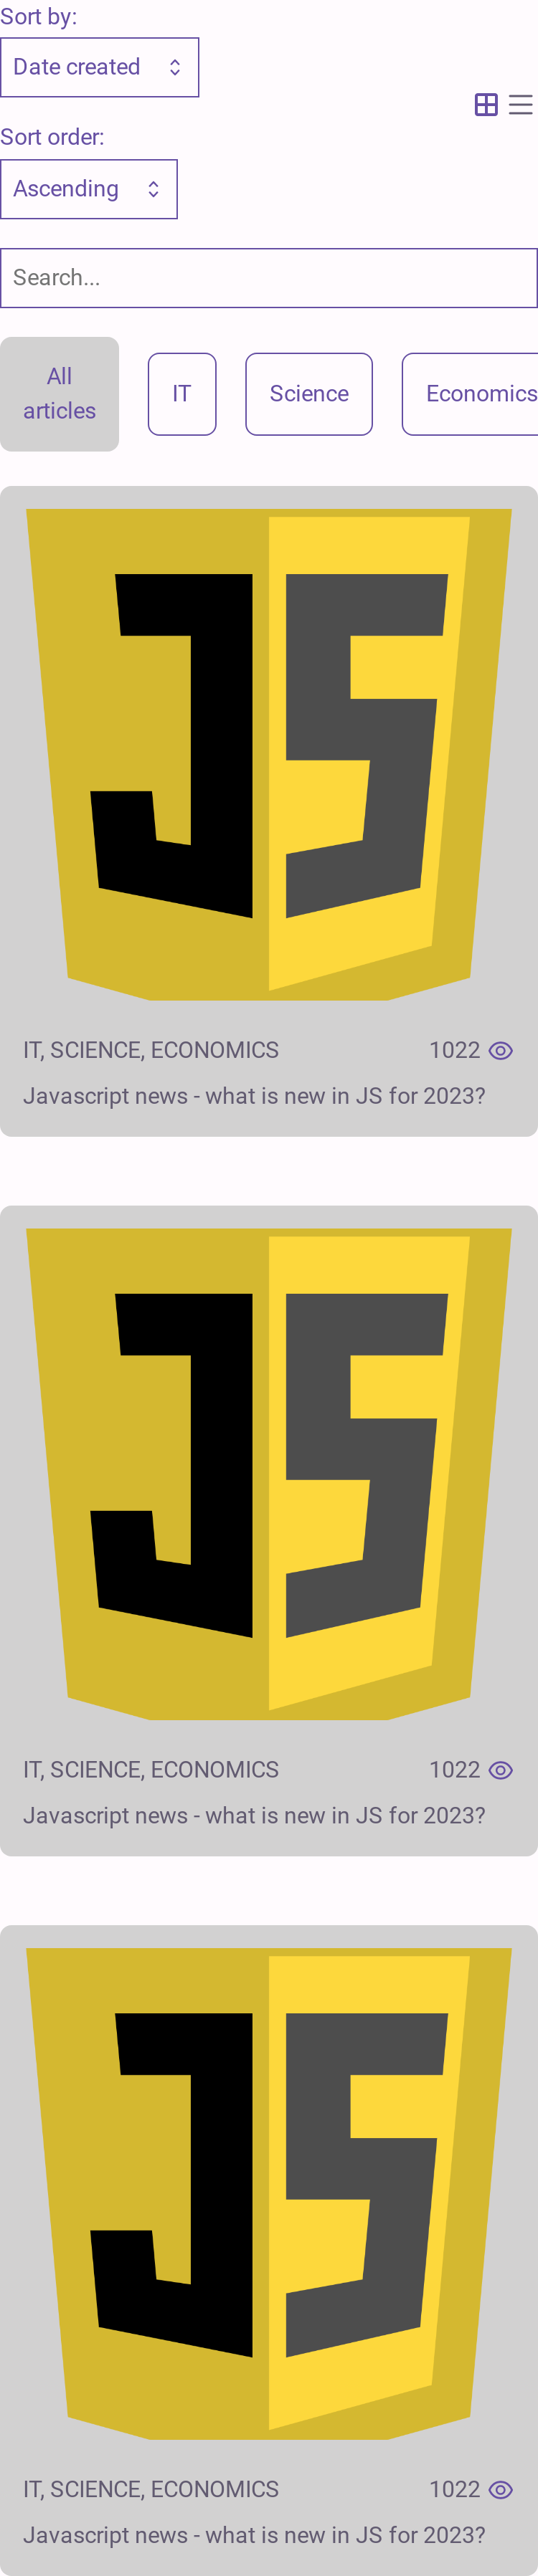 Sort by:
Date created
Sort order:
Ascending
Search...
All
articles
IT
Science
Economics
JS
IT, SCIENCE, ECONOMICS
1022
Javascript news - what is new in JS for 2023?
JS
IT, SCIENCE, ECONOMICS
1022
Javascript news - what is new in JS for 2023?
JS
IT, SCIENCE, ECONOMICS
1022
Javascript news - what is new in JS for 2023?